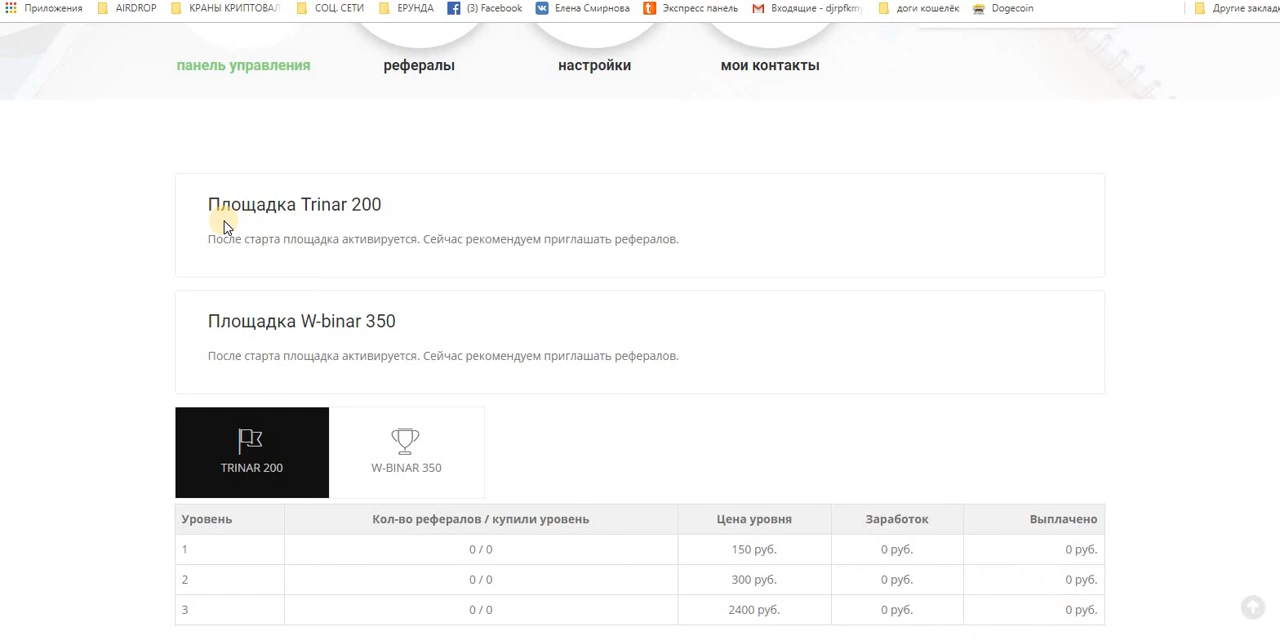 Приложения AIRDROP КРАНЫ КРИПТОВАЛ СОЦ. СЕТИ ЕРУНДА (3) Facebook Елена Смирнова Экспресс панель Входящие - djrpfkmy доги кошелёк Dogecoin Другие заклад
панель управления рефералы настройки мои контакты
Площадка Trinar 200
После старта площадка активируется. Сейчас рекомендуем приглашать рефералов.
Площадка W-binar 350
После старта площадка активируется. Сейчас рекомендуем приглашать рефералов.
TRINAR 200 W-BINAR 350
Уровень Кол-во рефералов / купили уровень Цена уровня Заработок Выплачено
1 0 / 0 150 руб. 0 руб. 0 руб.
2 0 / 0 300 руб. 0 руб. 0 руб.
3 0 / 0 2400 руб. 0 руб. 0 руб.